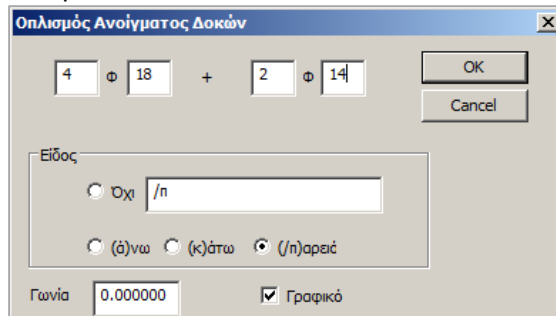 Οπλισμός Ανοίγματος Δοκών
4 Φ 18 + 2 Φ 14 OK
Cancel
Είδος
Όχι /π
(ά)νω (κ)άτω (/π)αρειά
Γωνία 0.000000 Γραφικό